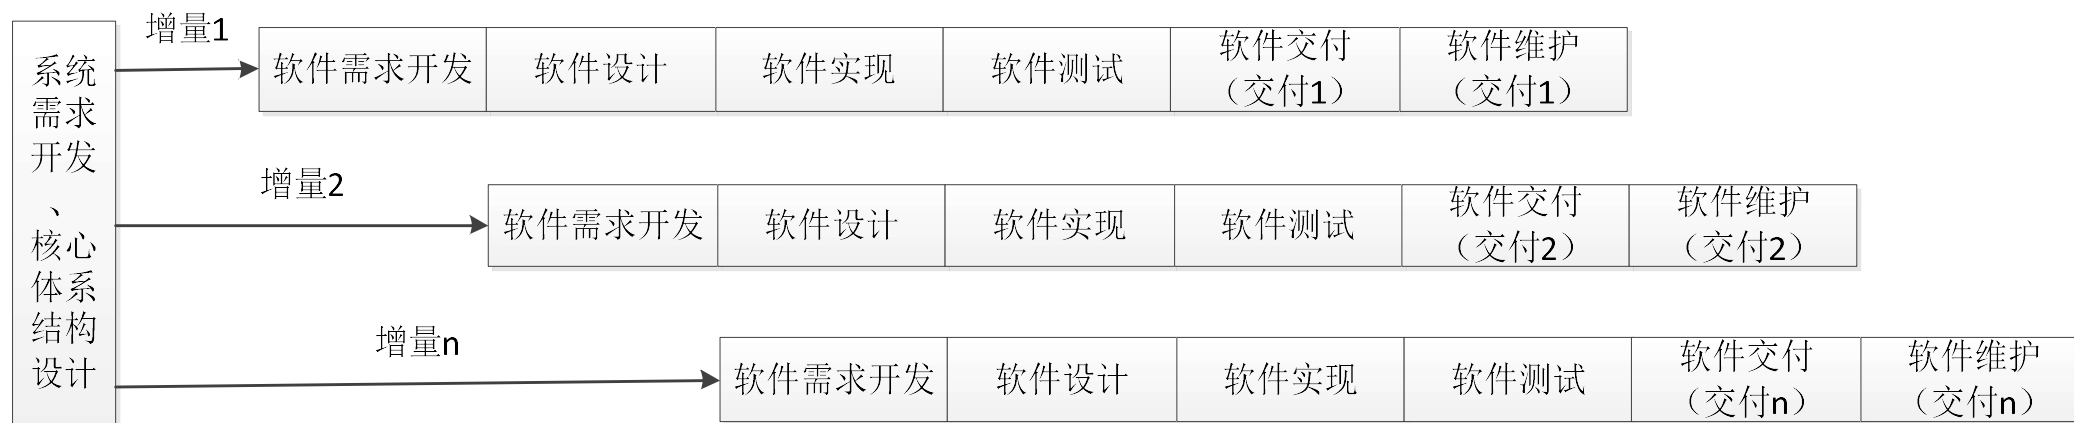 系统
需求
开发
、
核心
体系
结构
设计
增量1
软件需求开发
软件设计
软件实现
软件测试
软件交付
（交付1）
软件维护
（交付1）
增量2
软件需求开发
软件设计
软件实现
软件测试
软件交付
（交付2）
软件维护
（交付2）
增量n
软件需求开发
软件设计
软件实现
软件测试
软件交付
（交付n）
软件维护
（交付n）